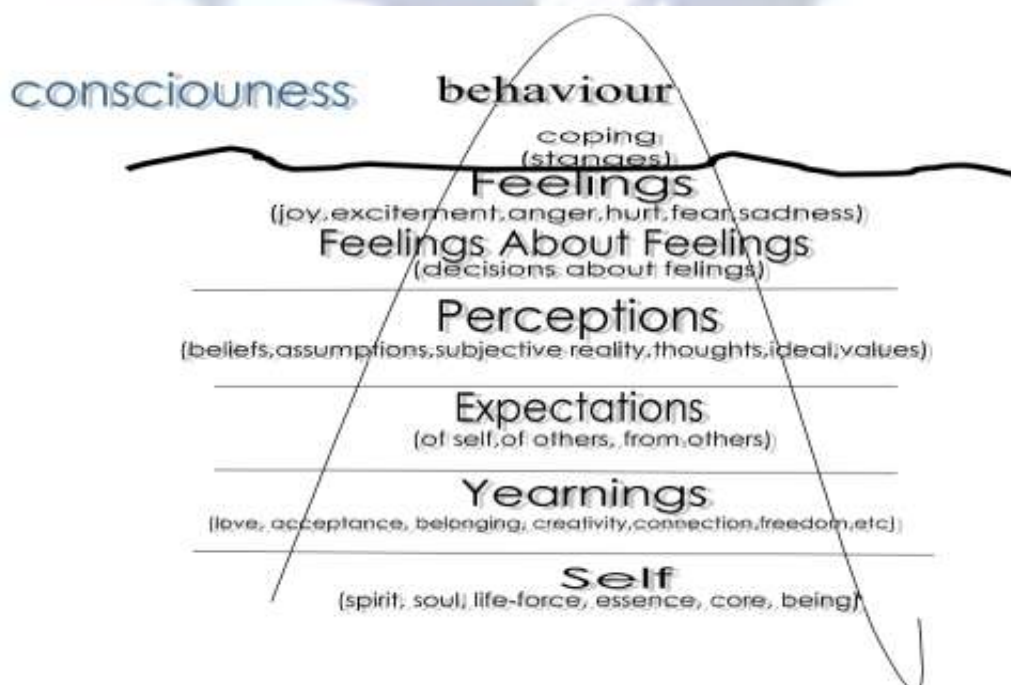 consciouness
behaviour
coping
(stanges)
Feelings
(joy,excitement,anger,hurt,fear,sadness)
Feelings About Feelings
(decisions about felings)
Perceptions
(beliefs,assumptions,subjective reality,thoughts,ideal,values)
Expectations
(of self,of others, from others)
Yearnings
(love, acceptance, belonging, creativity,connection,freedom,etc)
Self
(spirit, soul, life-force, essence, core, being)